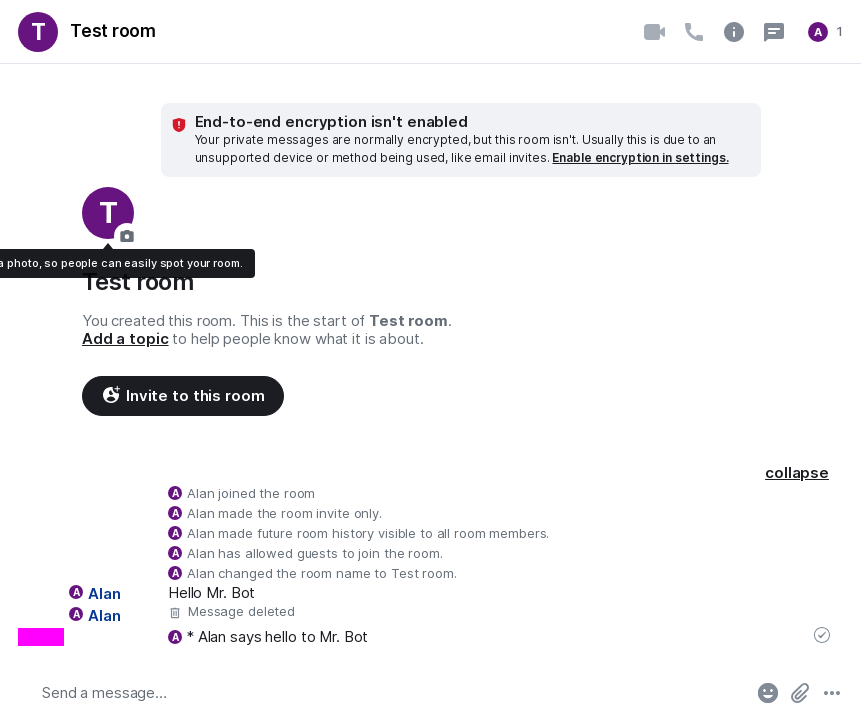 T
Test room
A
1
End-to-end encryption isn't enabled
Your private messages are normally encrypted, but this room isn't. Usually this is due to an
unsupported device or method being used, like email invites. Enable encryption in settings.
T
a photo, so people can easily spot your room.
Test room
You created this room. This is the start of Test room.
Add a topic to help people know what it is about.
Invite to this room
collapse
A Alan joined the room
A Alan made the room invite only.
A Alan made future room history visible to all room members.
A Alan has allowed guests to join the room.
A Alan changed the room name to Test room.
A Alan Hello Mr. Bot
A Alan Message deleted
A * Alan says hello to Mr. Bot
Send a message…